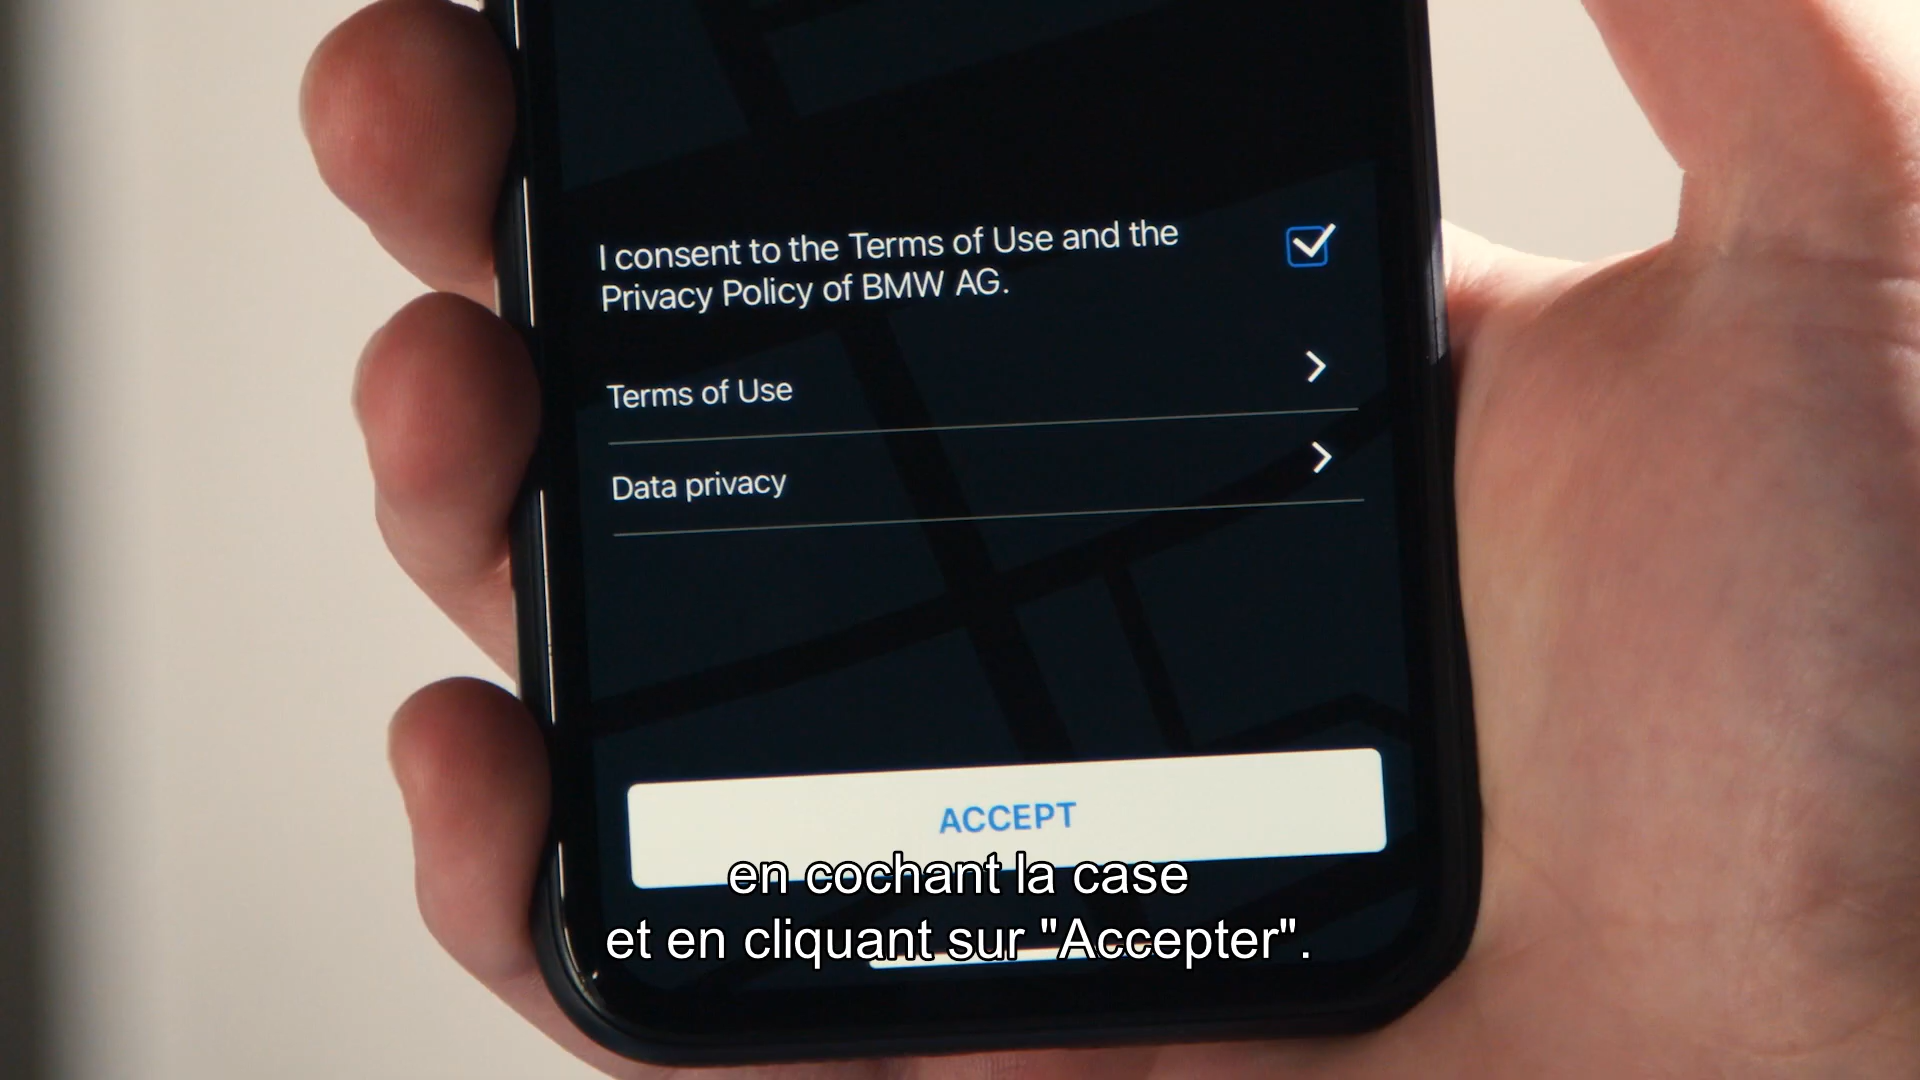 I consent to the Terms of Use and the
Privacy Policy of BMW AG.
Terms of Use
Data privacy
ACCEPT
en cochant la case
et en cliquant sur "Accepter".